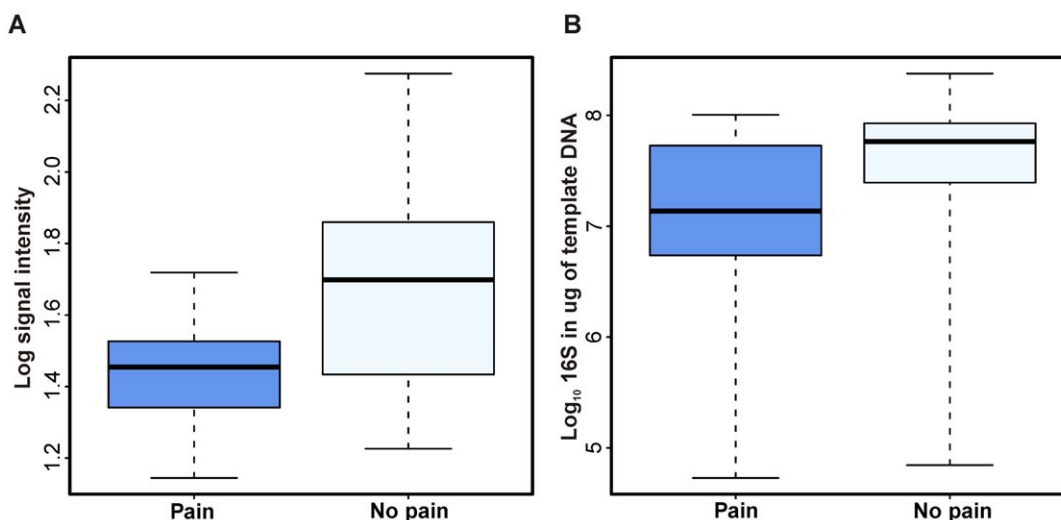 A
B
Log signal intensity
2.2
2.0
1.8
1.6
1.4
1.2
Pain
No pain
Log₁₀ 16S in ug of template DNA
8
7
6
5
Pain
No pain